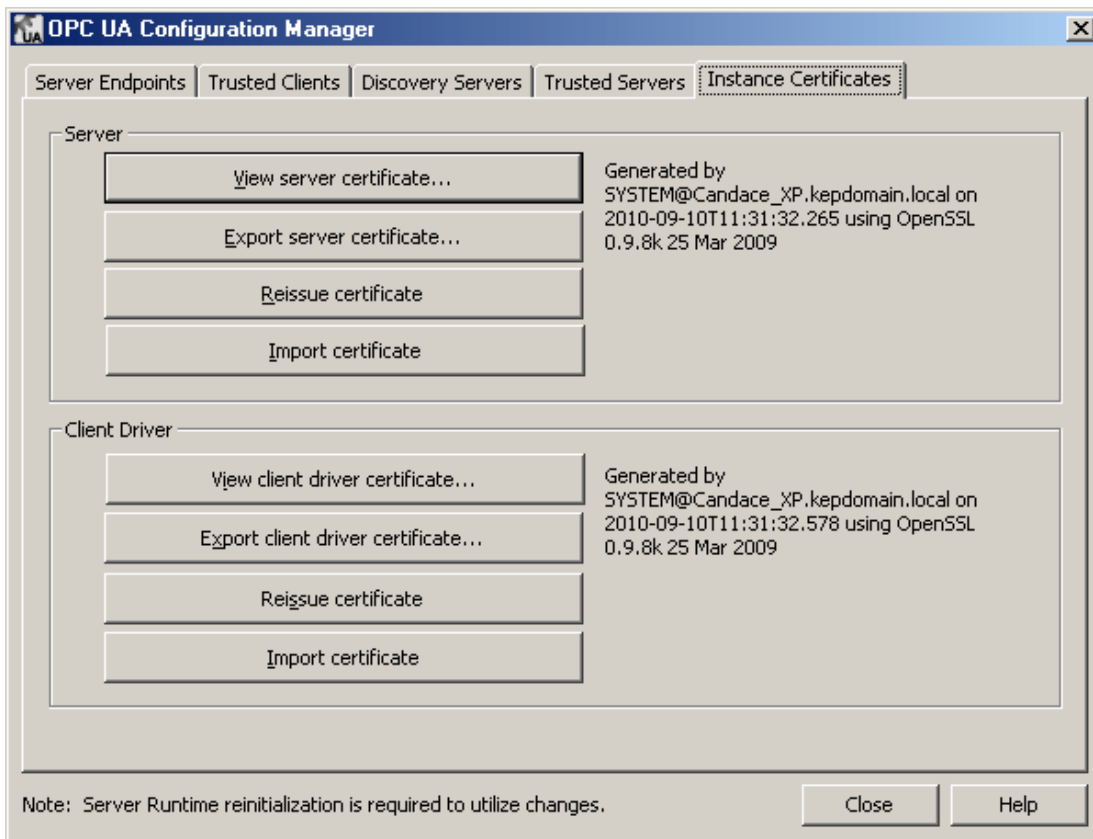 UA OPC UA Configuration Manager
Server Endpoints Trusted Clients Discovery Servers Trusted Servers Instance Certificates
Server
View server certificate...
Export server certificate...
Reissue certificate
Import certificate
Generated by
SYSTEM@Candace_XP.kepdomain.local on
2010-09-10T11:31:32.265 using OpenSSL
0.9.8k 25 Mar 2009
Client Driver
View client driver certificate...
Export client driver certificate...
Reissue certificate
Import certificate
Generated by
SYSTEM@Candace_XP.kepdomain.local on
2010-09-10T11:31:32.578 using OpenSSL
0.9.8k 25 Mar 2009
Note:  Server Runtime reinitialization is required to utilize changes.
Close
Help